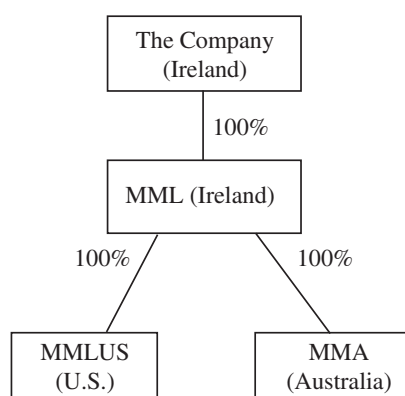 The Company
(Ireland)
100%
MML (Ireland)
100%
100%
MMLUS
(U.S.)
MMA
(Australia)